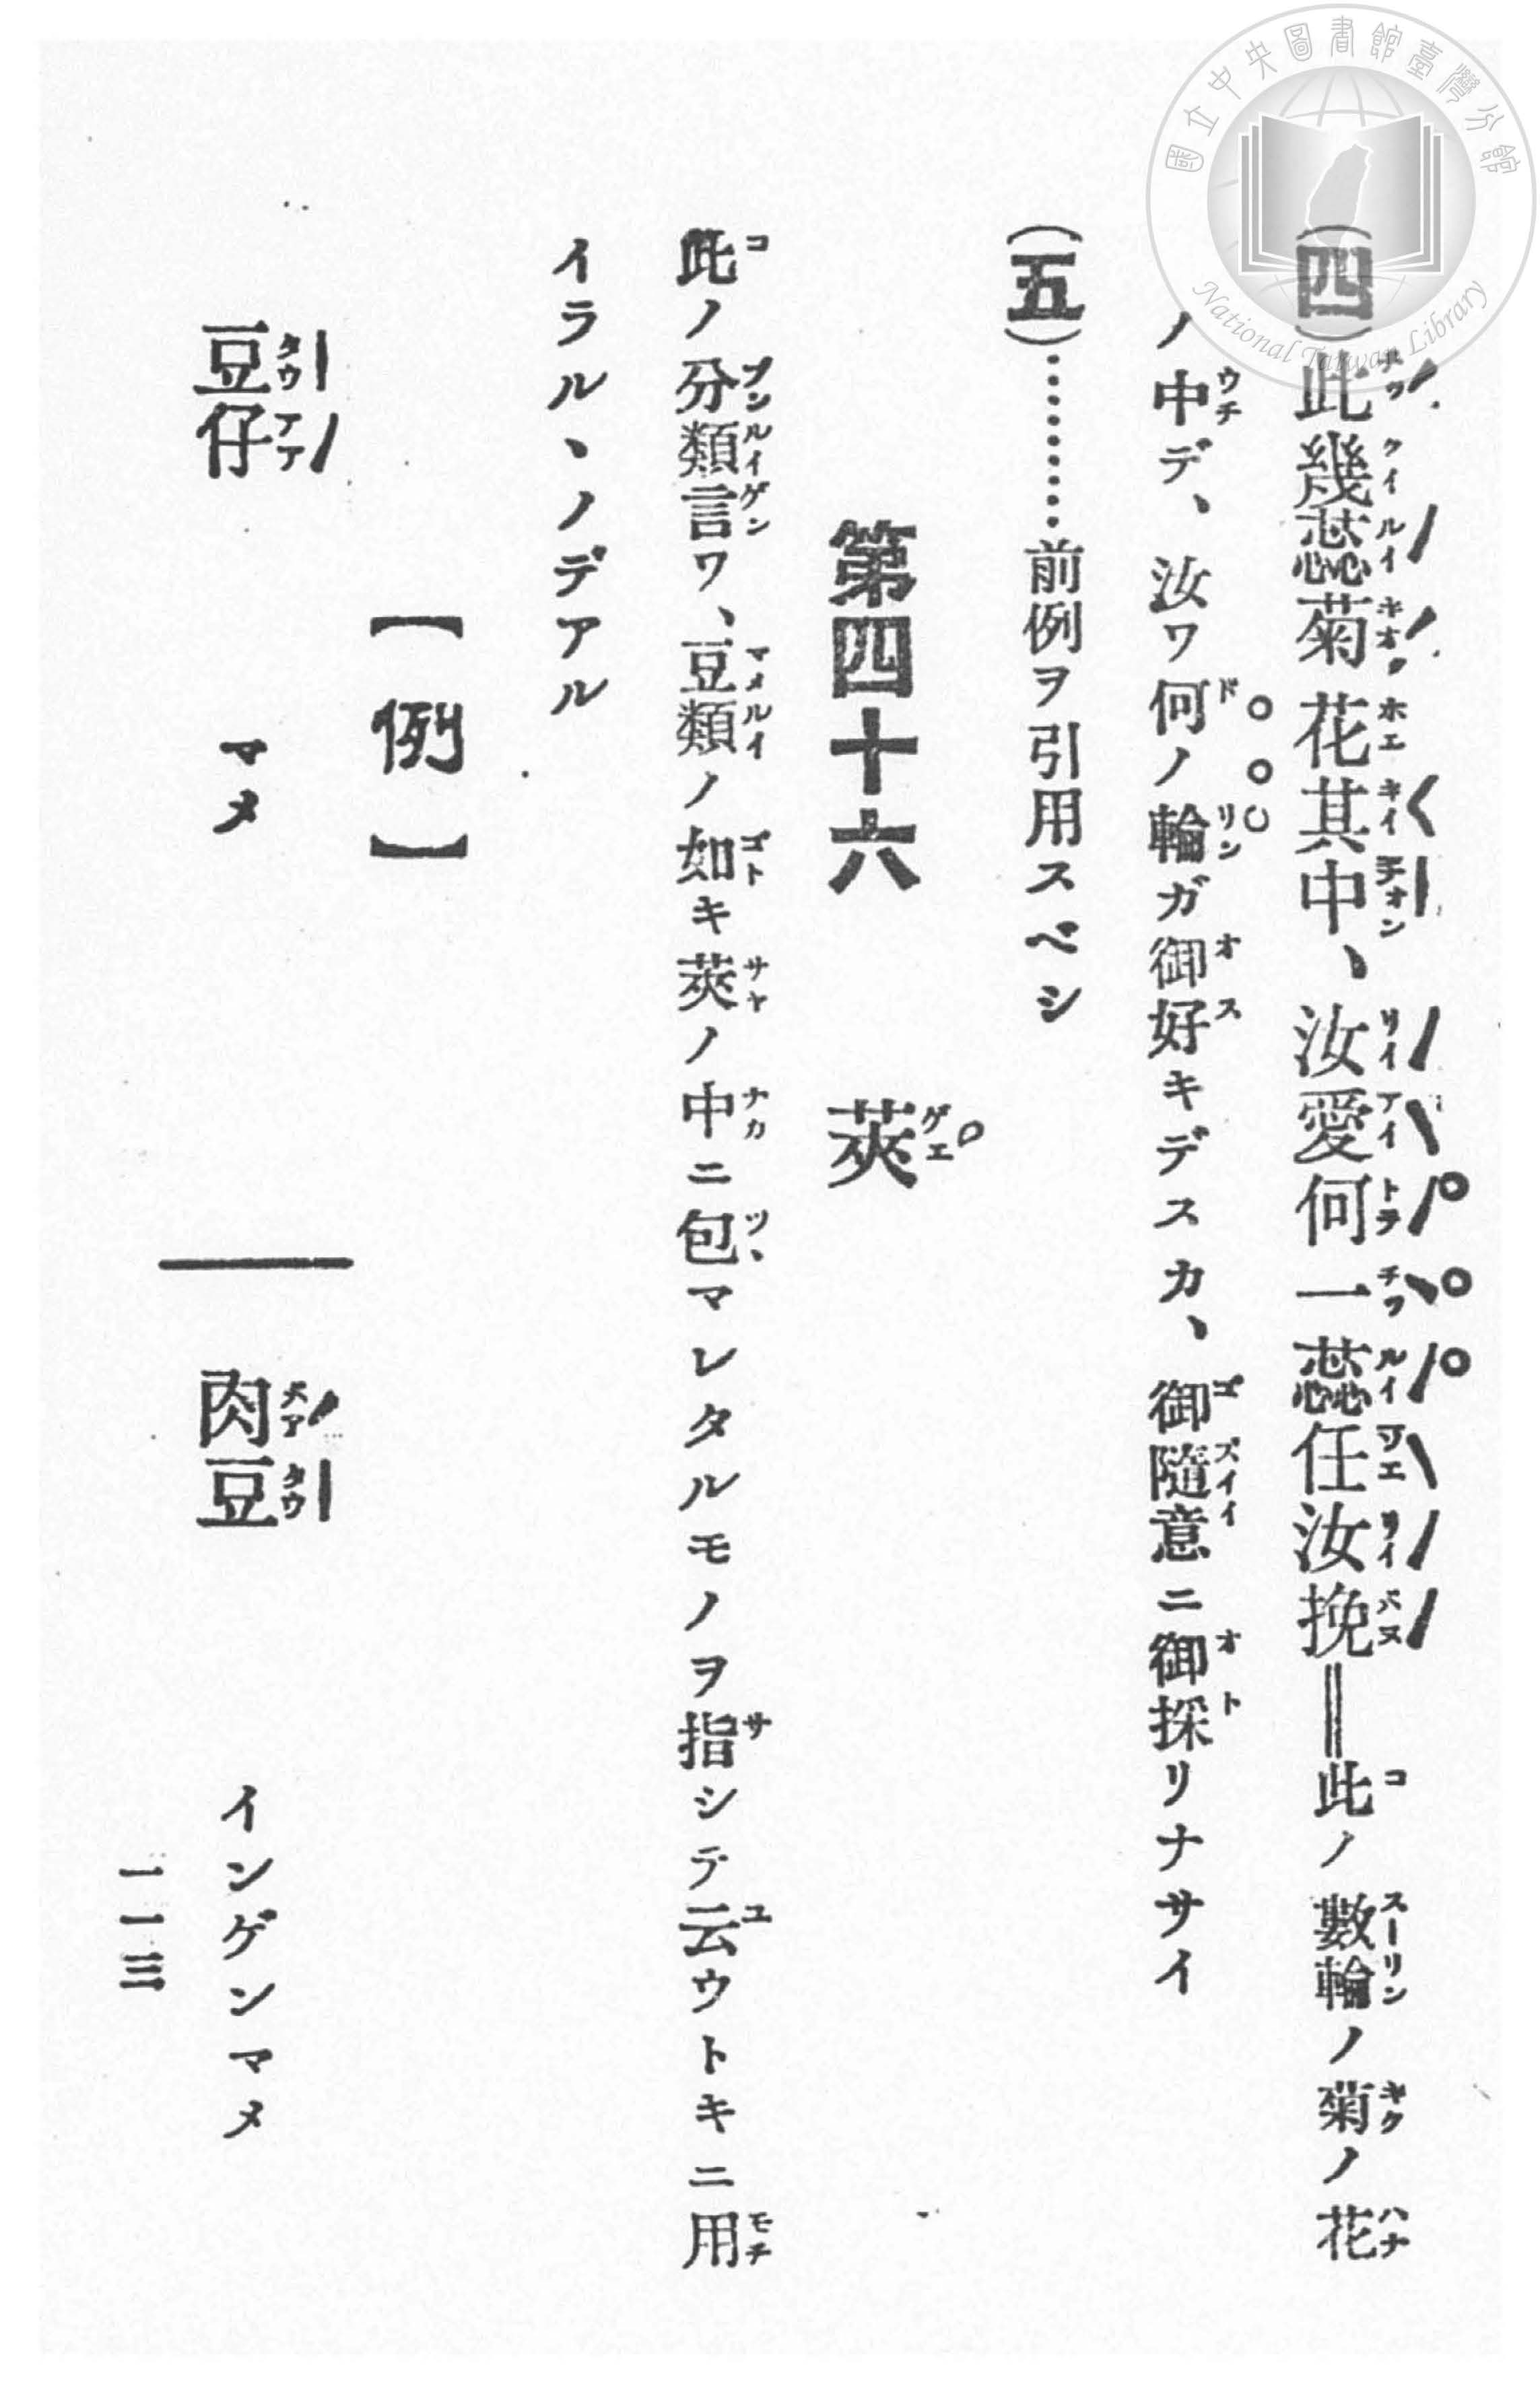 (四)此幾蕊菊花其中、汝愛何一蕊任汝挽＝此ノ數輪ノ菊ノ花
ノ中デ、汝ワ何ノ輪ガ御好キデスカ、御隨意ニ御採リナサイ
(五)………前例ヲ引用スベシ
第四十六 莢
此ノ分類言ワ、豆類ノ如キ莢ノ中ニ包マレタルモノヲ指シテ云ウトキニ用
イラルヽノデアル
【例】
豆仔 マメ ― 肉豆 インゲンマメ
一一三
國立中央圖書館臺灣分館
National Taiwan Library